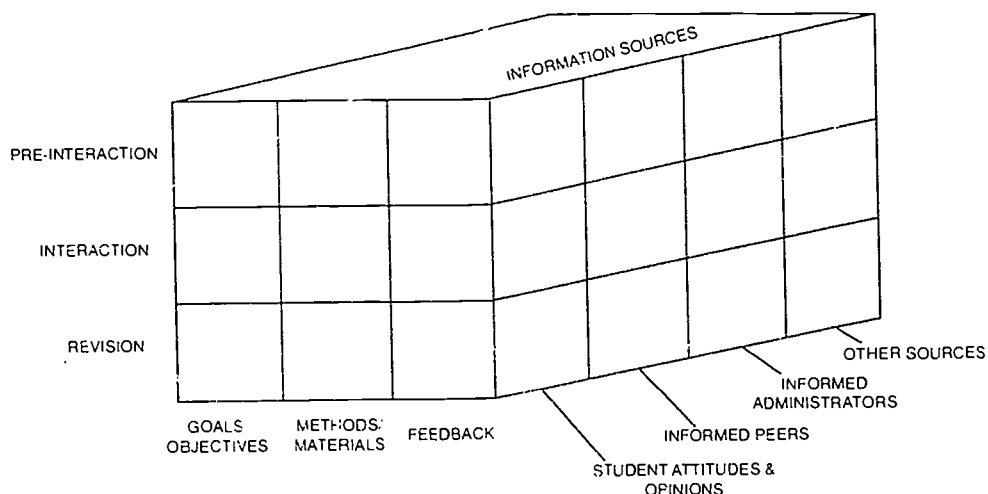 INFORMATION SOURCES
PRE-INTERACTION
INTERACTION
REVISION
GOALS
OBJECTIVES
METHODS/
MATERIALS
FEEDBACK
OTHER SOURCES
INFORMED
ADMINISTRATORS
INFORMED PEERS
STUDENT ATTITUDES &
OPINIONS